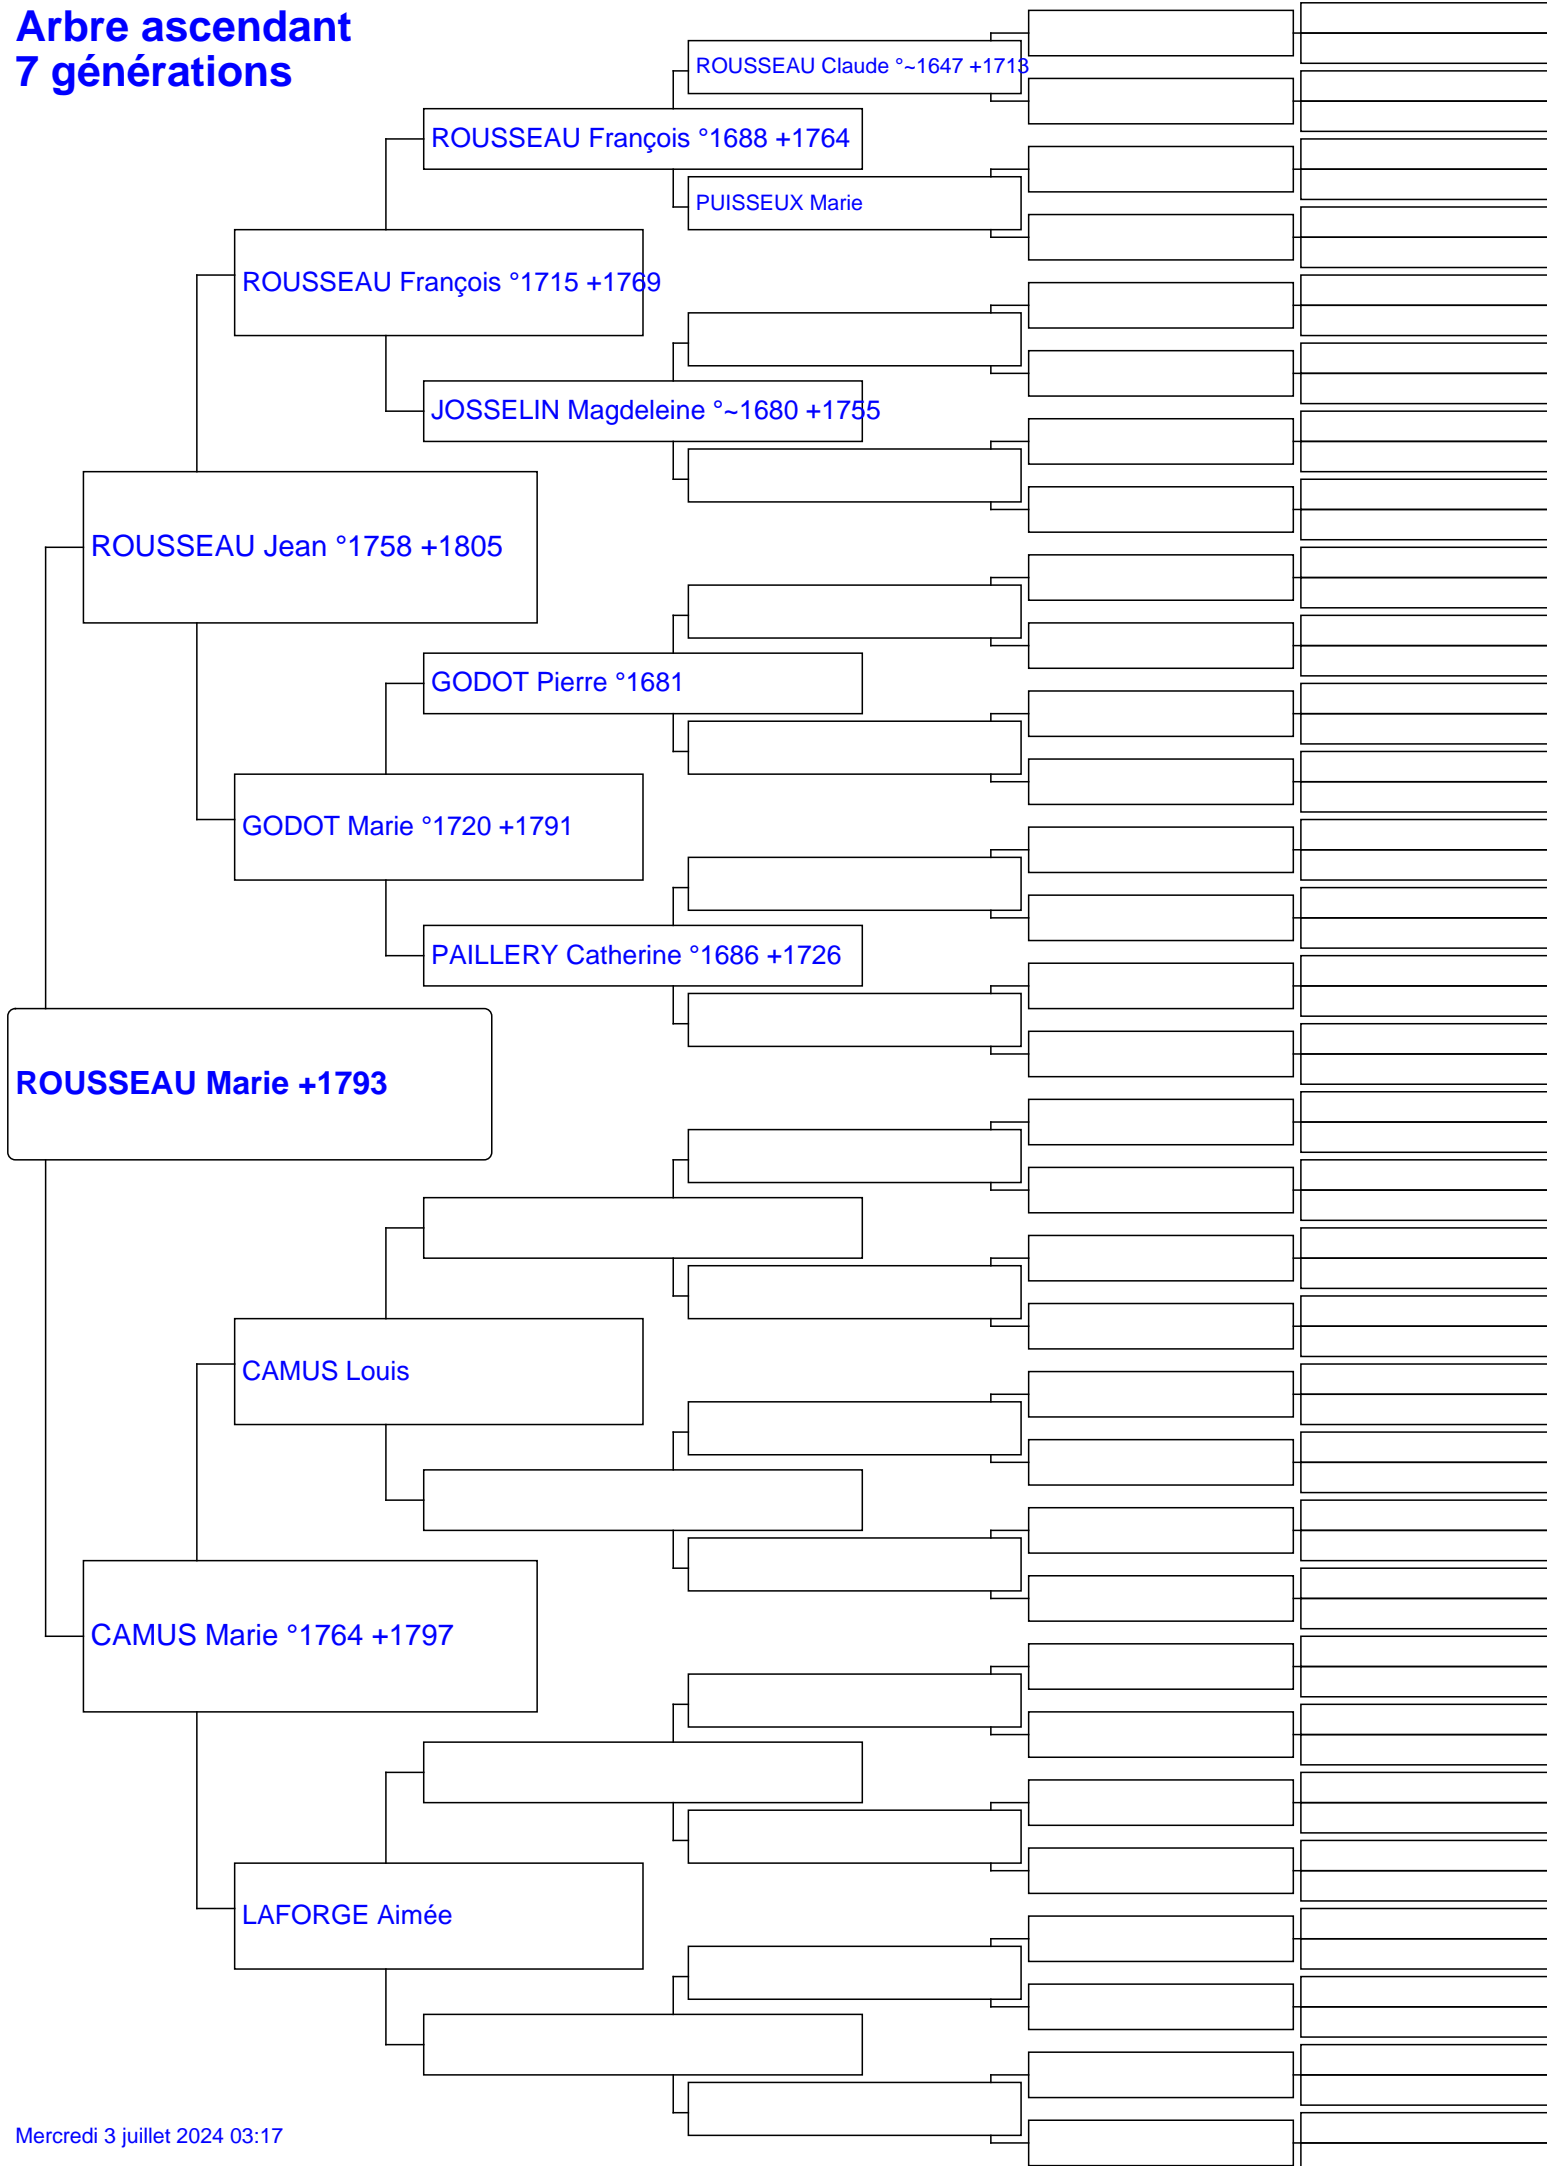 Arbre ascendant
7 générations
ROUSSEAU Claude °~1647 +1713
ROUSSEAU François °1688 +1764
PUISSEUX Marie
ROUSSEAU François °1715 +1769
JOSSELIN Magdeleine °~1680 +1755
ROUSSEAU Jean °1758 +1805
GODOT Pierre °1681
GODOT Marie °1720 +1791
PAILLERY Catherine °1686 +1726
ROUSSEAU Marie +1793
CAMUS Louis
CAMUS Marie °1764 +1797
LAFORGE Aimée
Mercredi 3 juillet 2024 03:17